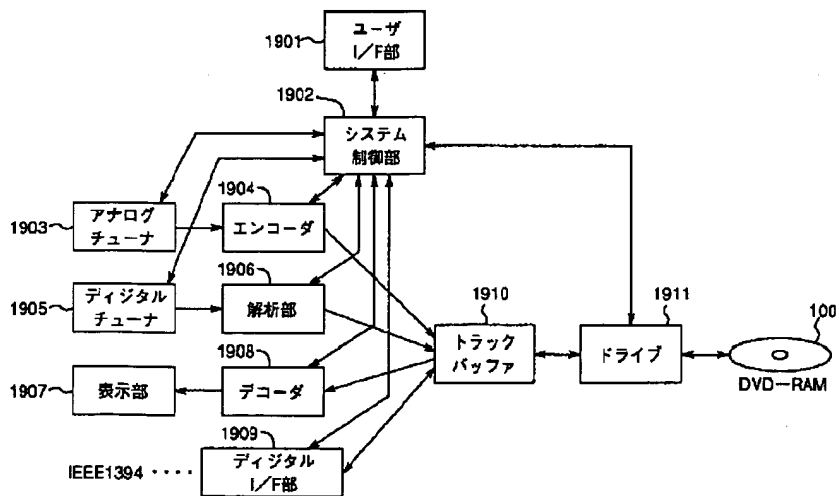 1901
ユーザ
I/F部
1902
システム
制御部
1903
アナログ
チューナ
1904
エンコーダ
1905
ディジタル
チューナ
1906
解析部
1907
表示部
1908
デコーダ
1909
ディジタル
I/F部
IEEE1394 ････
1910
トラック
バッファ
1911
ドライブ
100
DVD-RAM